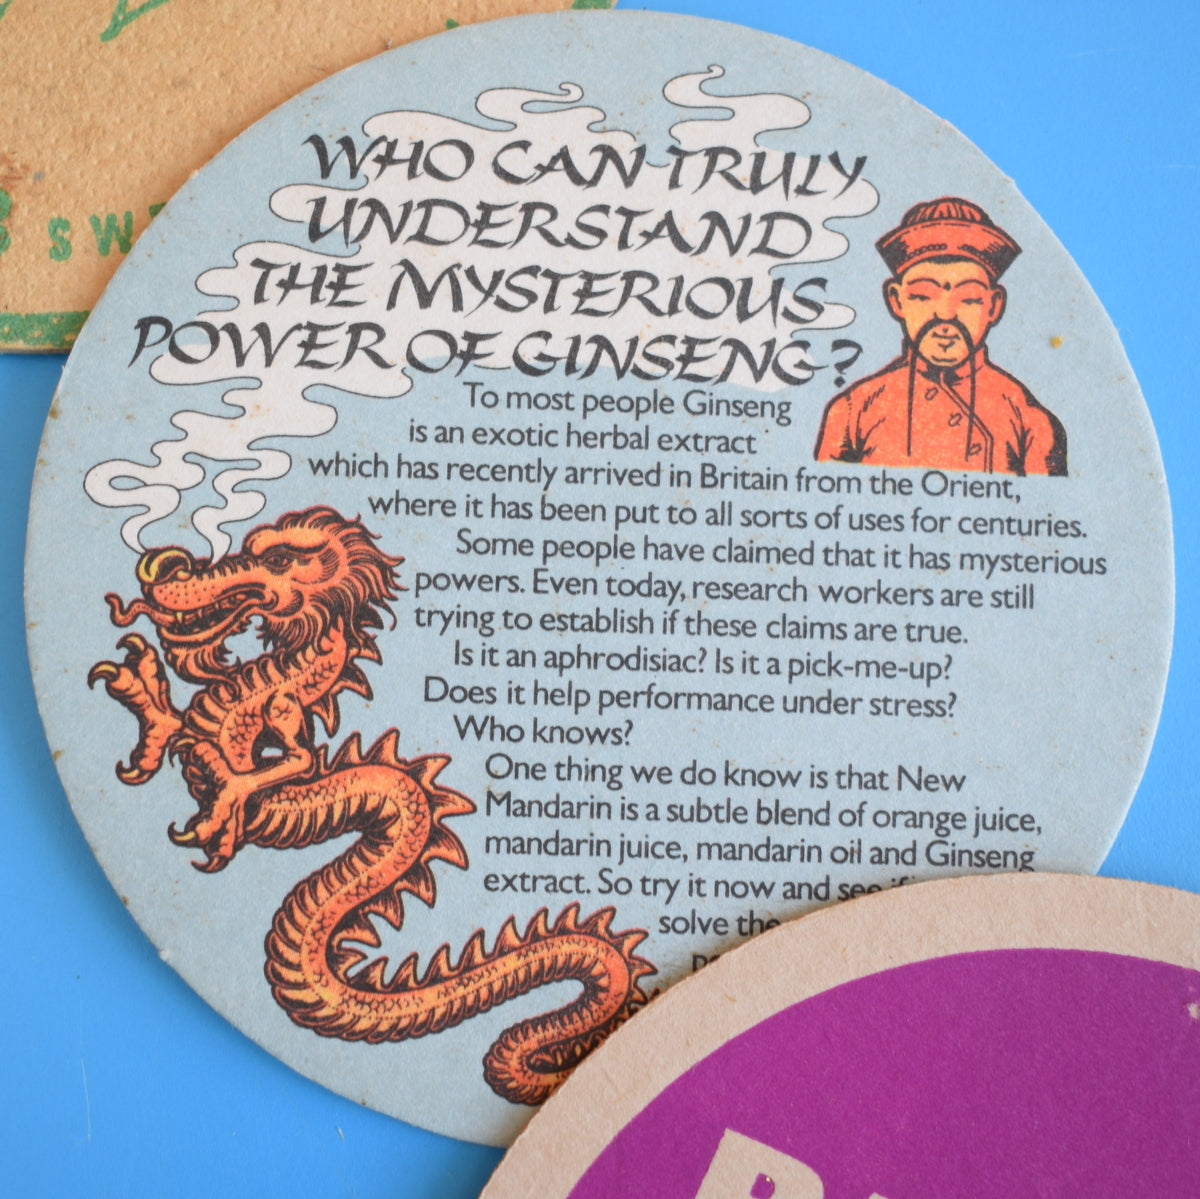 SW
WHO CAN TRULY
UNDERSTAND
THE MYSTERIOUS
POWER OF GINSENG?
To most people Ginseng
is an exotic herbal extract
which has recently arrived in Britain from the Orient,
where it has been put to all sorts of uses for centuries.
Some people have claimed that it has mysterious
powers. Even today, research workers are still
trying to establish if these claims are true.
Is it an aphrodisiac? Is it a pick-me-up?
Does it help performance under stress?
Who knows?
One thing we do know is that New
Mandarin is a subtle blend of orange juice,
mandarin juice, mandarin oil and Ginseng
extract. So try it now and see if
solve the